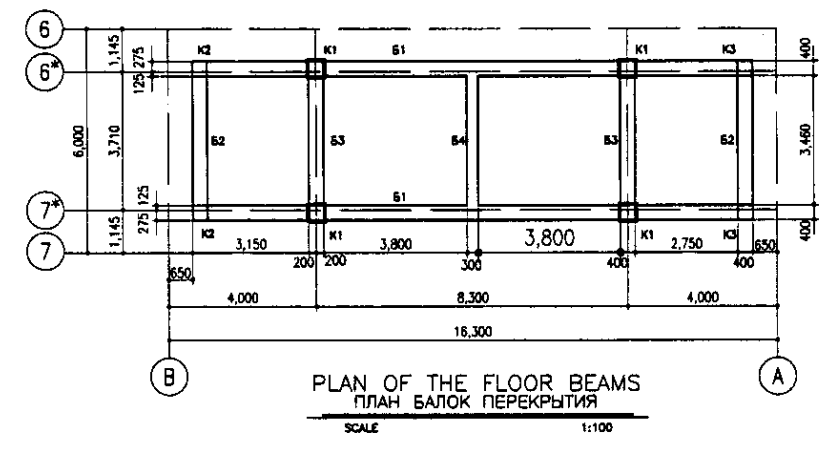 6
K2 K1 Б1 K1 K3
1,145
275
400
6*
125
6,000
3,710
Б2 Б3 Б4 Б3 Б2
3,460
125
Б1
7*
275
1,145
400
K2 K1 K1 K3
7
3,150 3,800 3,800 2,750 650
200 200 300 400 400
650
4,000 8,300 4,000
16,300
B A
PLAN OF THE FLOOR BEAMS
ПЛАН БАЛОК ПЕРЕКРЫТИЯ
SCALE 1:100